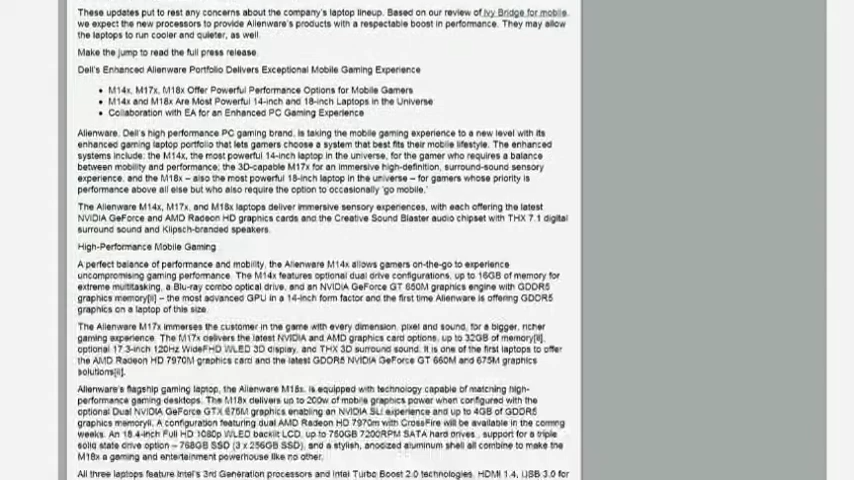 These updates put to rest any concerns about the company's laptop lineup. Based on our review of Ivy Bridge for mobile,
we expect the new processors to provide Alienware's products with a respectable boost in performance. They may allow
the laptops to run cooler and quieter, as well.
Make the jump to read the full press release.
Dell's Enhanced Alienware Portfolio Delivers Exceptional Mobile Gaming Experience
• M14x, M17x, M18x Offer Powerful Performance Options for Mobile Gamers
• M14x and M18x Are Most Powerful 14-inch and 18-inch Laptops in the Universe
• Collaboration with EA for an Enhanced PC Gaming Experience
Alienware, Dell's high performance PC gaming brand, is taking the mobile gaming experience to a new level with its
enhanced gaming laptop portfolio that lets gamers choose a system that best fits their mobile lifestyle. The enhanced
systems include: the M14x, the most powerful 14-inch laptop in the universe, for the gamer who requires a balance
between mobility and performance; the 3D-capable M17x for an immersive high-definition, surround-sound sensory
experience, and the M18x – also the most powerful 18-inch laptop in the universe – for gamers whose priority is
performance above all else but who also require the option to occasionally 'go mobile.'
The Alienware M14x, M17x, and M18x laptops deliver immersive sensory experiences, with each offering the latest
NVIDIA GeForce and AMD Radeon HD graphics cards and the Creative Sound Blaster audio chipset with THX 7.1 digital
surround sound and Klipsch-branded speakers.
High-Performance Mobile Gaming
A perfect balance of performance and mobility, the Alienware M14x allows gamers on-the-go to experience
uncompromising gaming performance. The M14x features optional dual drive configurations, up to 16GB of memory for
extreme multitasking, a Blu-ray combo optical drive, and an NVIDIA GeForce GT 650M graphics engine with GDDR5
graphics memory[ii] – the most advanced GPU in a 14-inch form factor and the first time Alienware is offering GDDR5
graphics on a laptop of this size.
The Alienware M17x immerses the customer in the game with every dimension, pixel and sound, for a bigger, richer
gaming experience. The M17x delivers the latest NVIDIA and AMD graphics card options, up to 32GB of memory[ii],
optional 17.3-inch 120Hz WideFHD WLED 3D display, and THX 3D surround sound. It is one of the first laptops to offer
the AMD Radeon HD 7970M graphics card and the latest GDDR5 NVIDIA GeForce GT 660M and 675M graphics
solutions[ii].
Alienware's flagship gaming laptop, the Alienware M18x, is equipped with technology capable of matching high-
performance gaming desktops. The M18x delivers up to 200w of mobile graphics power when configured with the
optional Dual NVIDIA GeForce GTX 675M graphics enabling an NVIDIA SLI experience and up to 4GB of GDDR5
graphics memoryii. A configuration featuring dual AMD Radeon HD 7970m with CrossFire will be available in the coming
weeks. An 18.4-inch Full HD 1080p WLED backlit LCD, up to 750GB 7200RPM SATA hard drives , support for a triple
solid state drive option – 768GB SSD (3 x 256GB SSD), and a stylish, anodized aluminum shell all combine to make the
M18x a gaming and entertainment powerhouse like no other.
All three laptops feature Intel's 3rd Generation processors and Intel Turbo Boost 2.0 technologies, HDMI 1.4, USB 3.0 for